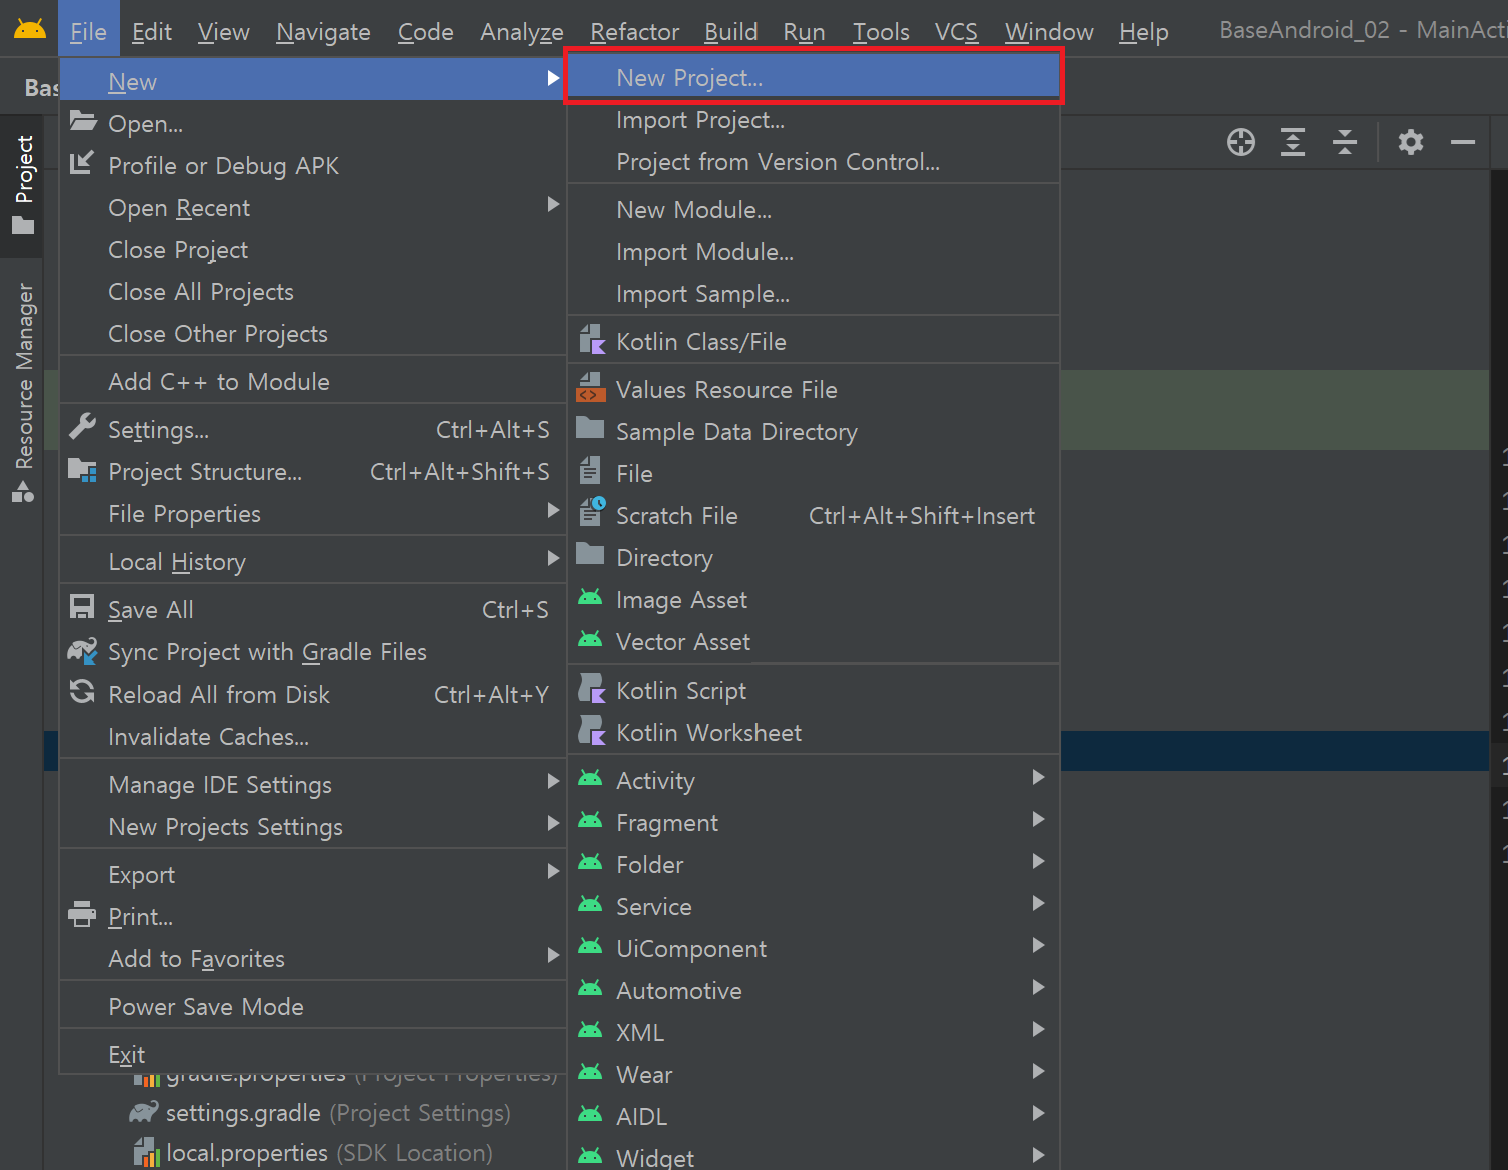 File Edit View Navigate Code Analyze Refactor Build Run Tools VCS Window Help BaseAndroid_02 - MainActi
Bas
Project
Resource Manager
New
Open...
Profile or Debug APK
Open Recent
Close Project
Close All Projects
Close Other Projects
Add C++ to Module
Settings... Ctrl+Alt+S
Project Structure... Ctrl+Alt+Shift+S
File Properties
Local History
Save All Ctrl+S
Sync Project with Gradle Files
Reload All from Disk Ctrl+Alt+Y
Invalidate Caches...
Manage IDE Settings
New Projects Settings
Export
Print...
Add to Favorites
Power Save Mode
Exit
New Project...
Import Project...
Project from Version Control...
New Module...
Import Module...
Import Sample...
Kotlin Class/File
Values Resource File
Sample Data Directory
File
Scratch File Ctrl+Alt+Shift+Insert
Directory
Image Asset
Vector Asset
Kotlin Script
Kotlin Worksheet
Activity
Fragment
Folder
Service
UiComponent
Automotive
XML
Wear
AIDL
Widget
gradle.properties (Project Properties)
settings.gradle (Project Settings)
local.properties (SDK Location)